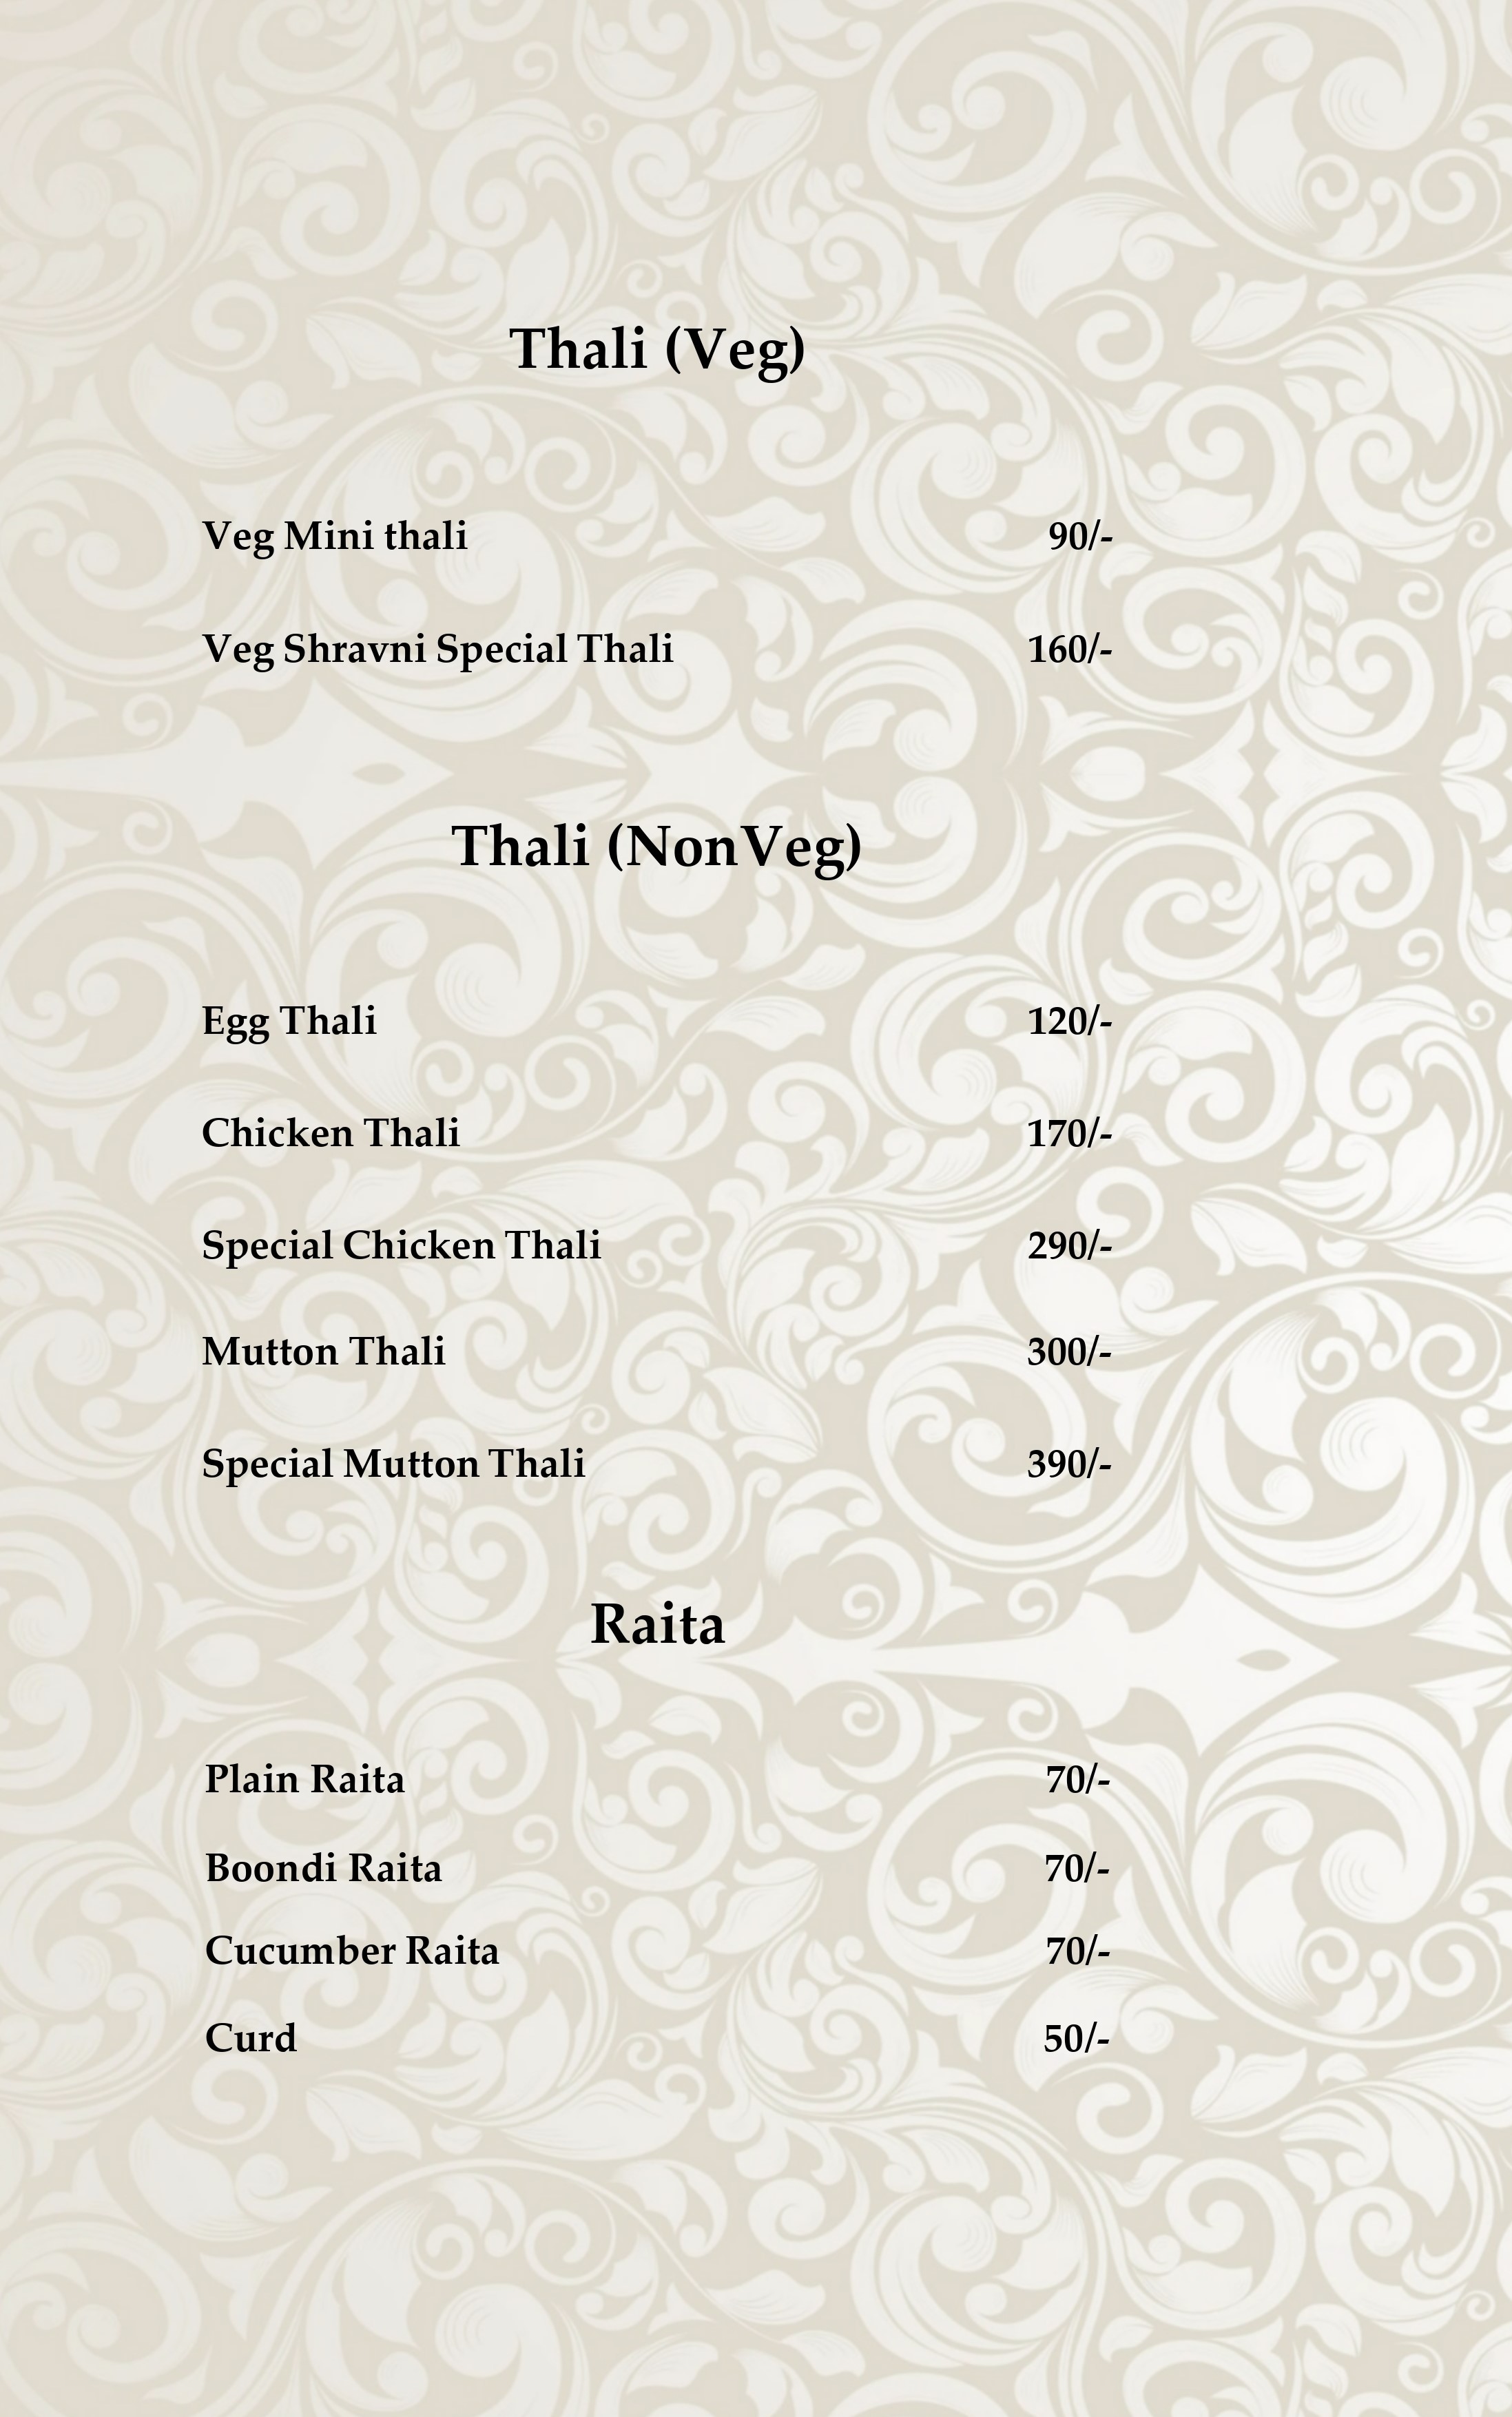 Thali (Veg)
Veg Mini thali 90/-
Veg Shravni Special Thali 160/-
Thali (NonVeg)
Egg Thali 120/-
Chicken Thali 170/-
Special Chicken Thali 290/-
Mutton Thali 300/-
Special Mutton Thali 390/-
Raita
Plain Raita 70/-
Boondi Raita 70/-
Cucumber Raita 70/-
Curd 50/-